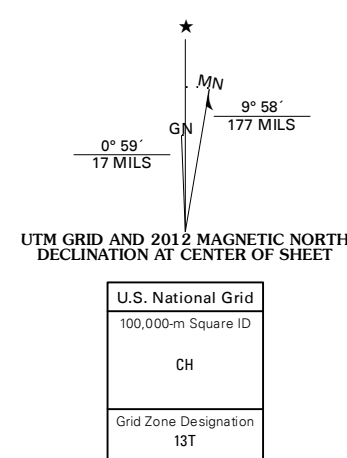 ★
MN
9° 58´
177 MILS
GN
0° 59´
17 MILS
UTM GRID AND 2012 MAGNETIC NORTH
DECLINATION AT CENTER OF SHEET
U.S. National Grid
100,000-m Square ID
CH
Grid Zone Designation
13T